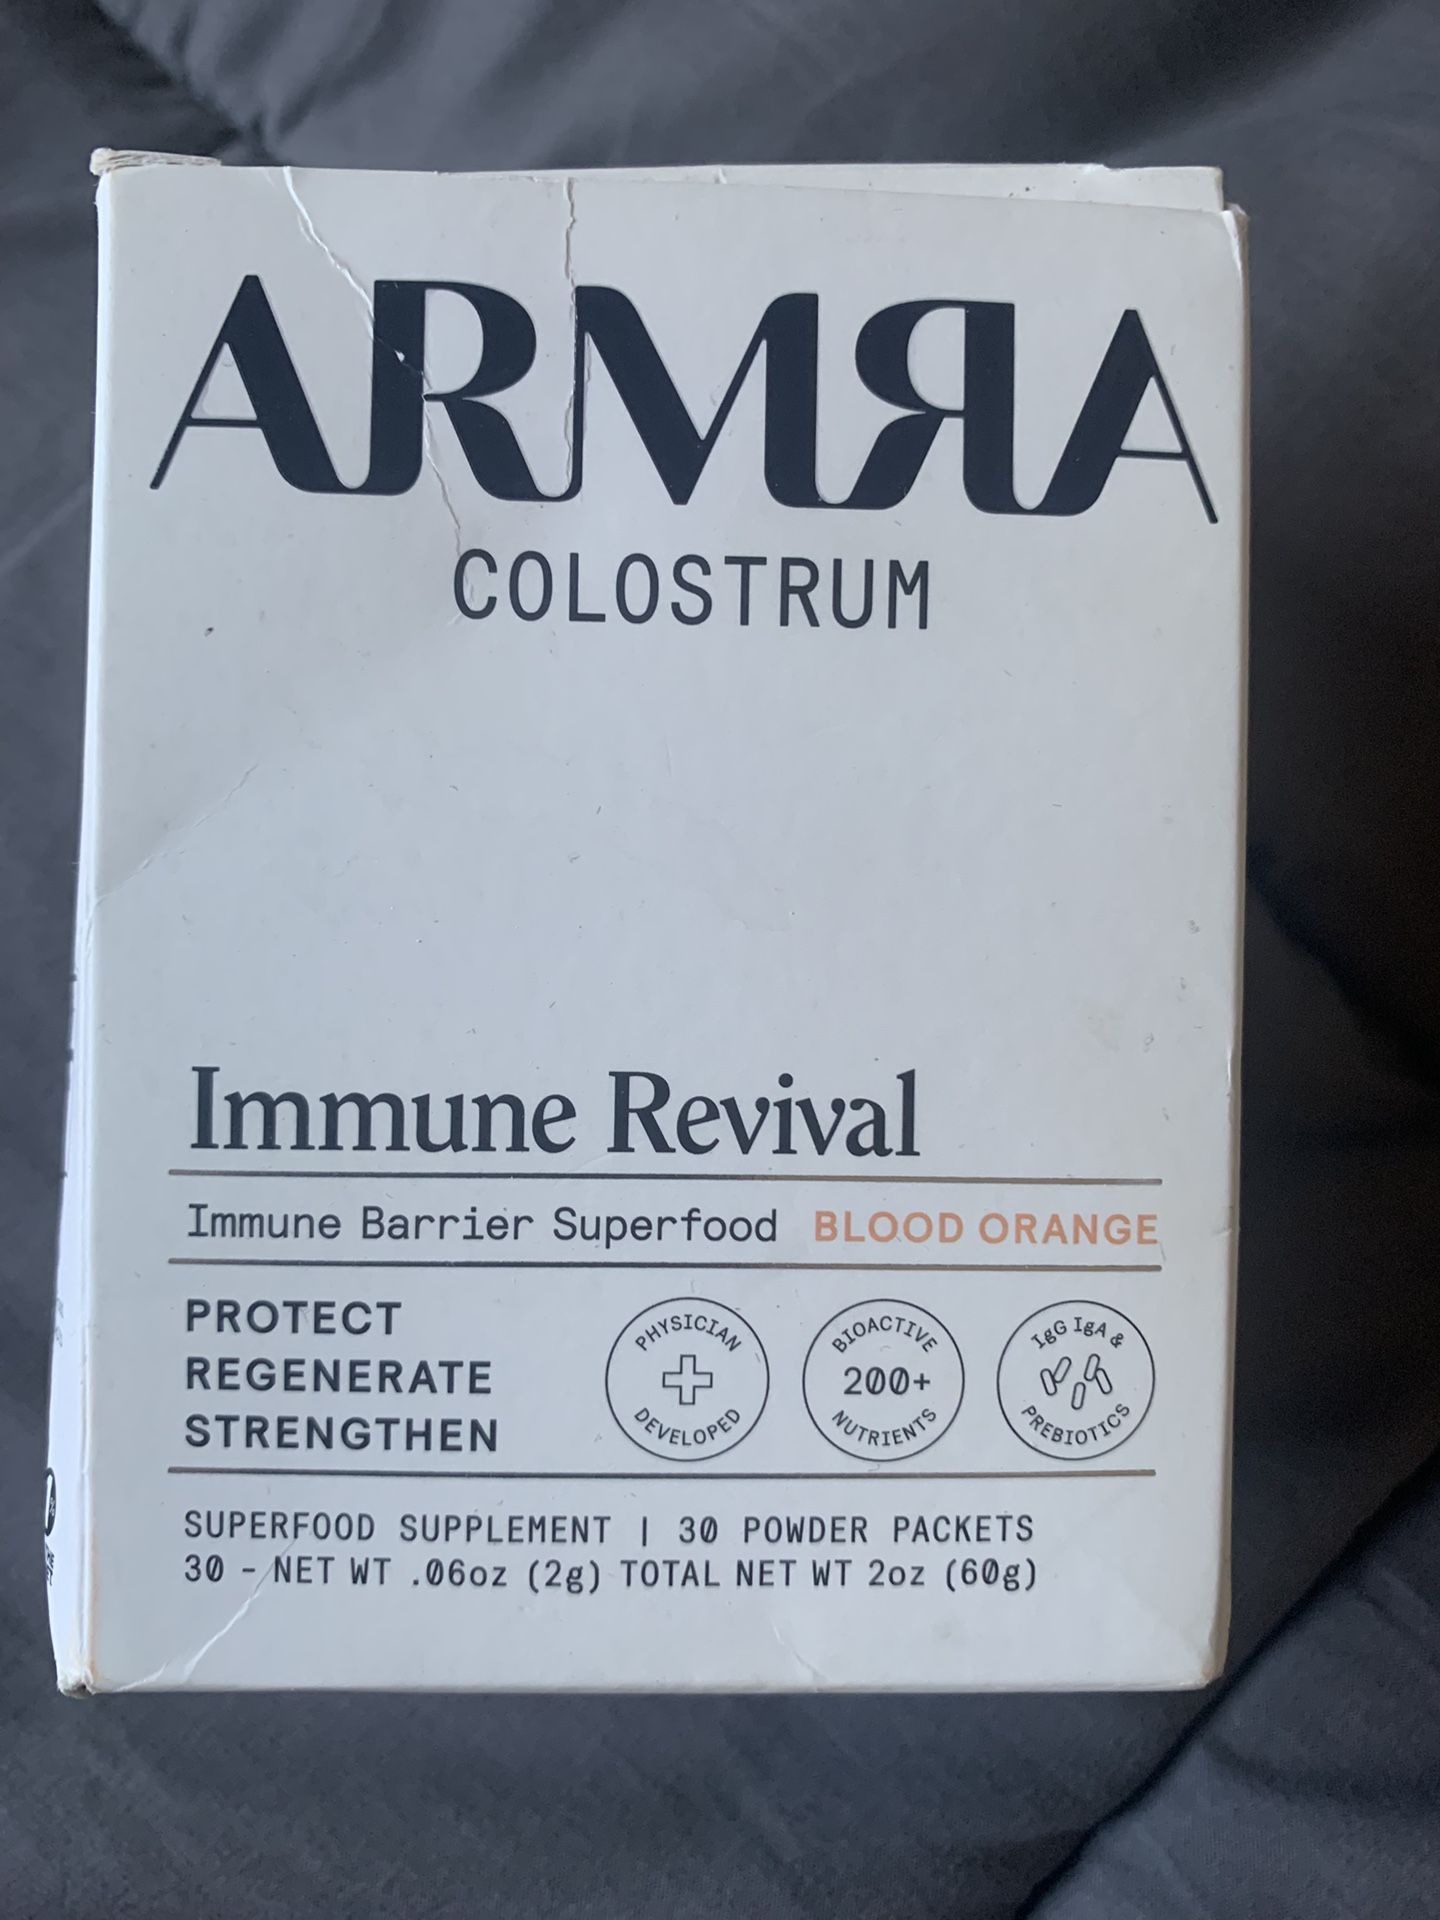 ARMRA
COLOSTRUM
Immune Revival
Immune Barrier Superfood BLOOD ORANGE
PROTECT
REGENERATE
STRENGTHEN
PHYSICIAN
DEVELOPED
BIOACTIVE
200+
NUTRIENTS
IgG IgA &
PREBIOTICS
SUPERFOOD SUPPLEMENT | 30 POWDER PACKETS
30 - NET WT .06oz (2g) TOTAL NET WT 2oz (60g)